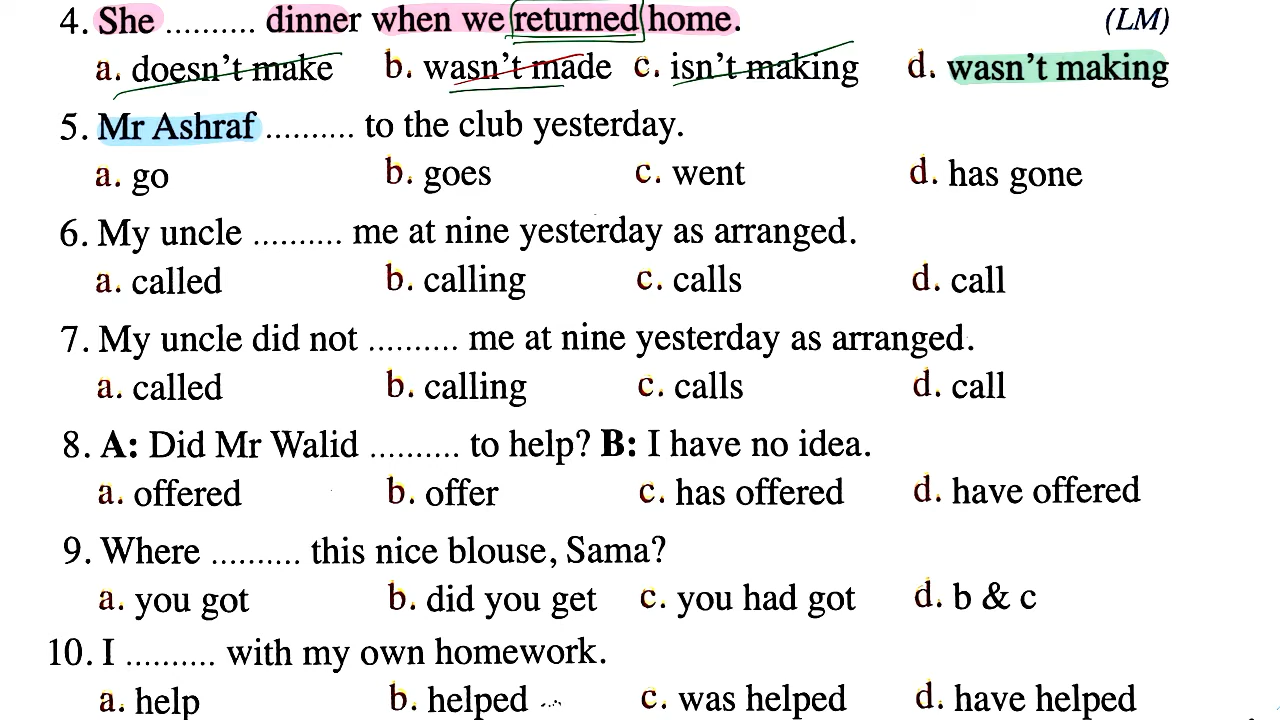 4. She .......... dinner when we returned home. (LM)
a. doesn't make b. wasn't made c. isn't making d. wasn't making
5. Mr Ashraf .......... to the club yesterday.
a. go b. goes c. went d. has gone
6. My uncle .......... me at nine yesterday as arranged.
a. called b. calling c. calls d. call
7. My uncle did not .......... me at nine yesterday as arranged.
a. called b. calling c. calls d. call
8. A: Did Mr Walid .......... to help? B: I have no idea.
a. offered b. offer c. has offered d. have offered
9. Where .......... this nice blouse, Sama?
a. you got b. did you get c. you had got d. b & c
10. I .......... with my own homework.
a. help b. helped c. was helped d. have helped